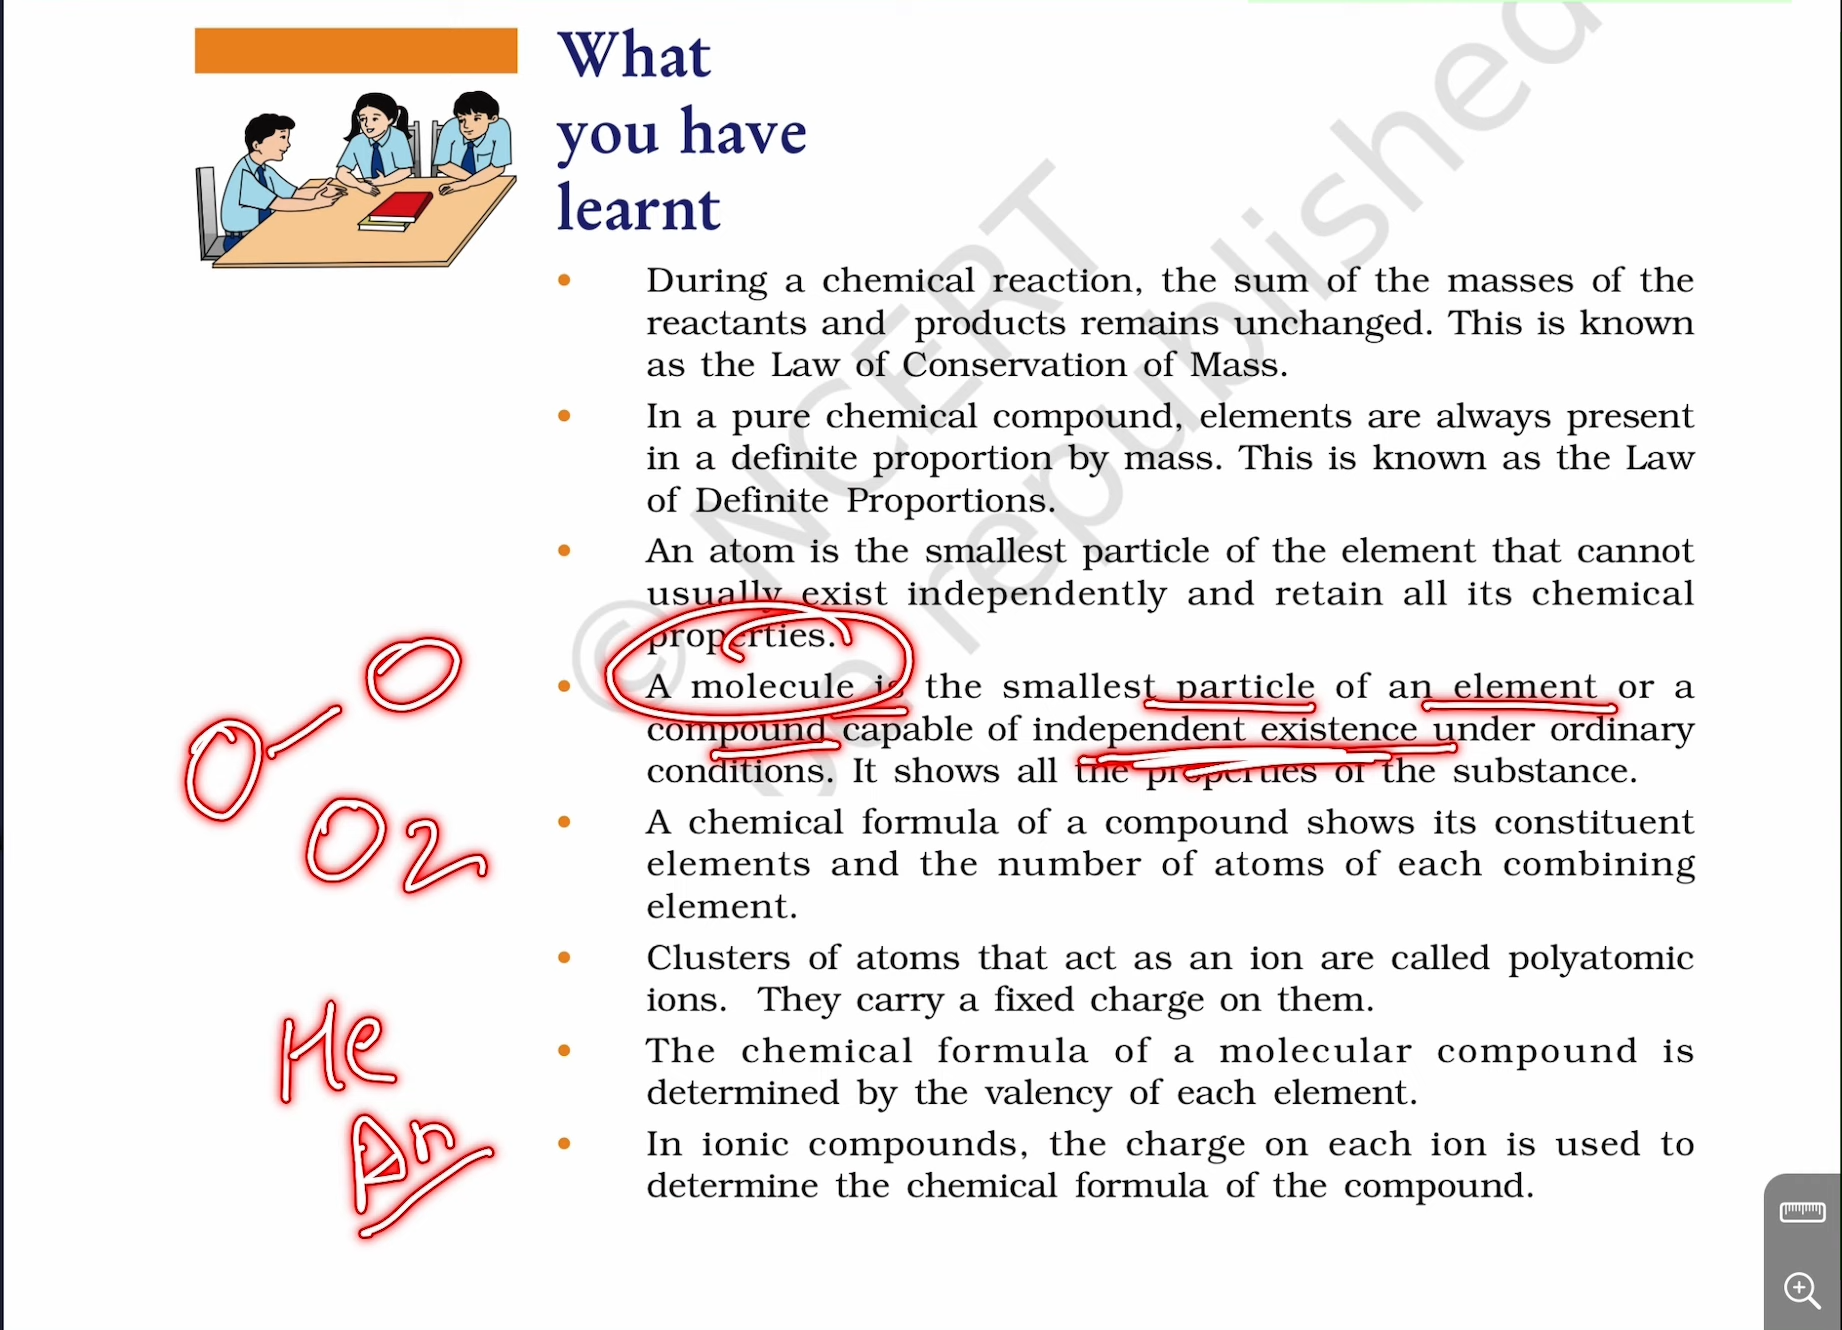 What
you have
learnt
• During a chemical reaction, the sum of the masses of the
reactants and products remains unchanged. This is known
as the Law of Conservation of Mass.
• In a pure chemical compound, elements are always present
in a definite proportion by mass. This is known as the Law
of Definite Proportions.
• An atom is the smallest particle of the element that cannot
usually exist independently and retain all its chemical
properties.
• A molecule is the smallest particle of an element or a
compound capable of independent existence under ordinary
conditions. It shows all the properties of the substance.
• A chemical formula of a compound shows its constituent
elements and the number of atoms of each combining
element.
• Clusters of atoms that act as an ion are called polyatomic
ions. They carry a fixed charge on them.
• The chemical formula of a molecular compound is
determined by the valency of each element.
• In ionic compounds, the charge on each ion is used to
determine the chemical formula of the compound.
O-O
O2
He
Ar
© NCERT
republished